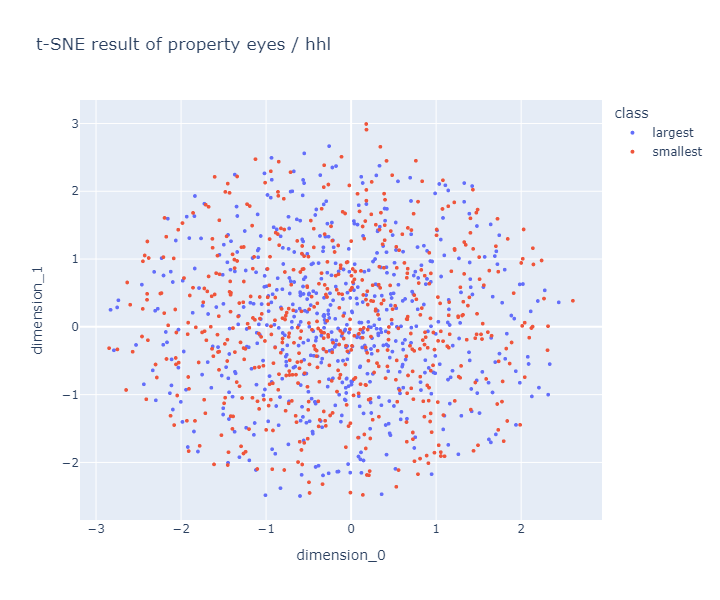 t-SNE result of property eyes / hhl
class
largest
smallest
3
2
1
0
−1
−2
dimension_1
−3
−2
−1
0
1
2
dimension_0